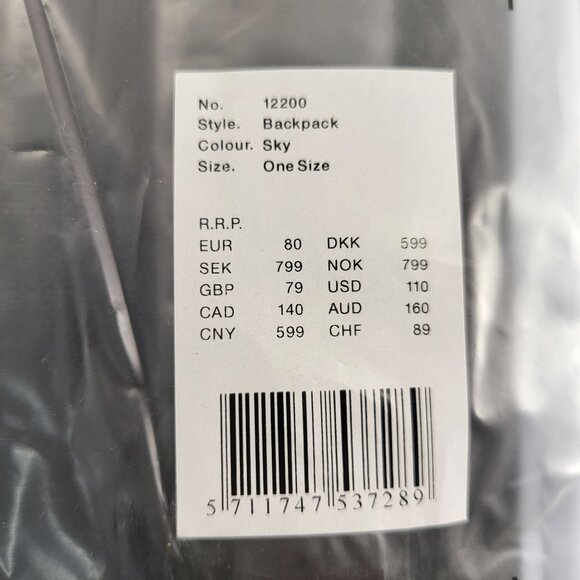 No. 12200
Style. Backpack
Colour. Sky
Size. One Size
R.R.P.
EUR 80 DKK 599
SEK 799 NOK 799
GBP 79 USD 110
CAD 140 AUD 160
CNY 599 CHF 89
5 711747 537289